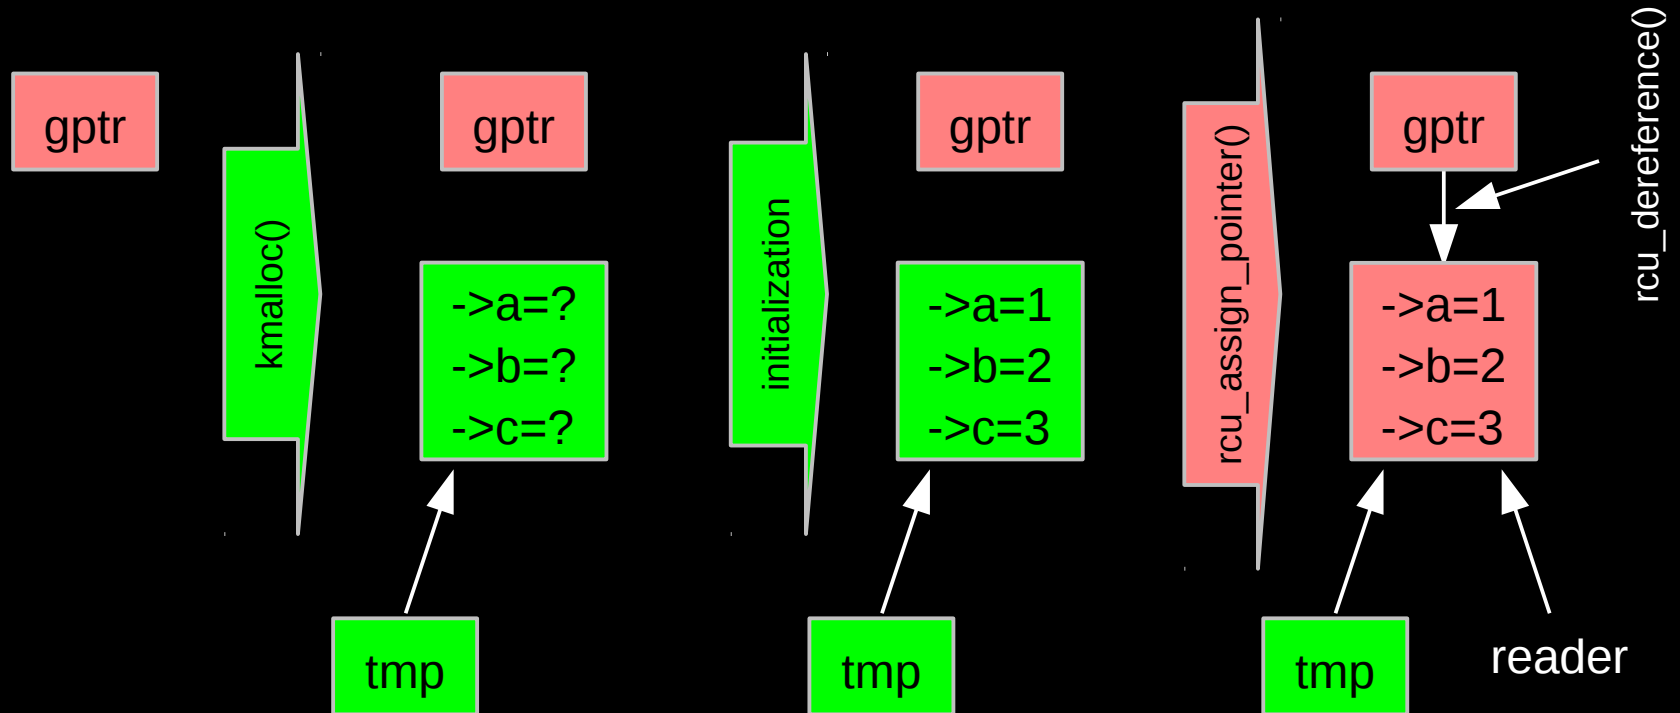 gptr
kmalloc()
gptr
->a=?
->b=?
->c=?
tmp
initialization
gptr
->a=1
->b=2
->c=3
tmp
rcu_assign_pointer()
gptr
rcu_dereference()
->a=1
->b=2
->c=3
tmp
reader